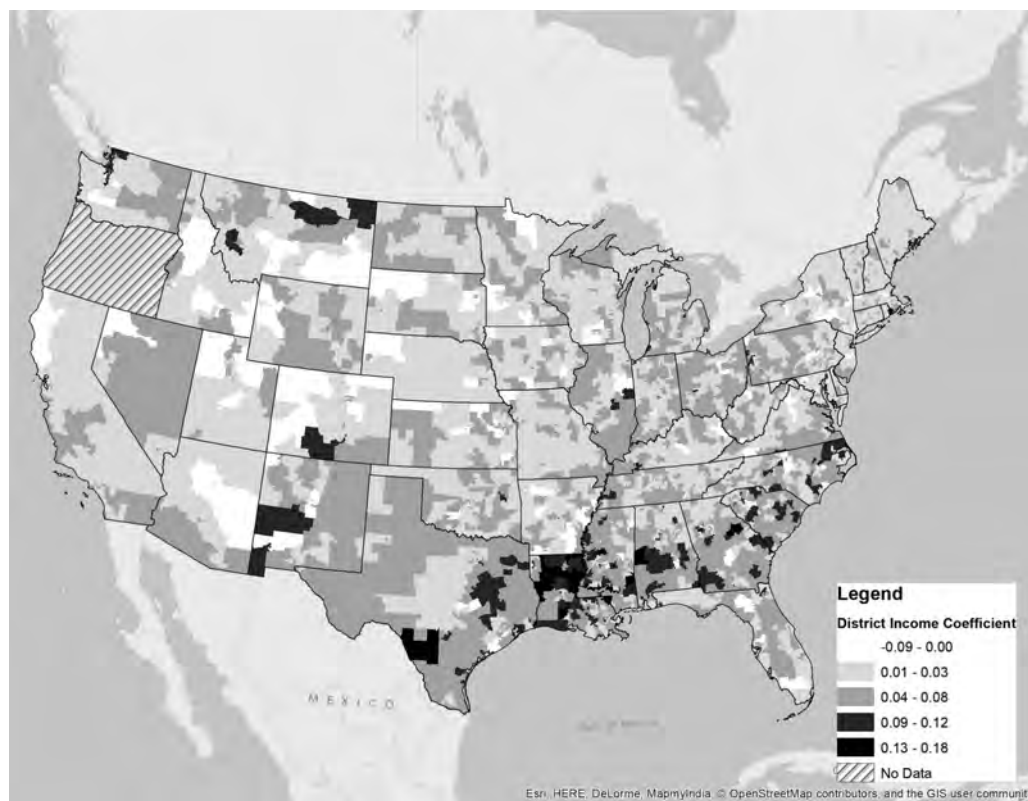 MEXICO
Legend
District Income Coefficient
-0.09 - 0.00
0.01 - 0.03
0.04 - 0.08
0.09 - 0.12
0.13 - 0.18
No Data
Esri, HERE, DeLorme, MapmyIndia, © OpenStreetMap contributors, and the GIS user communit